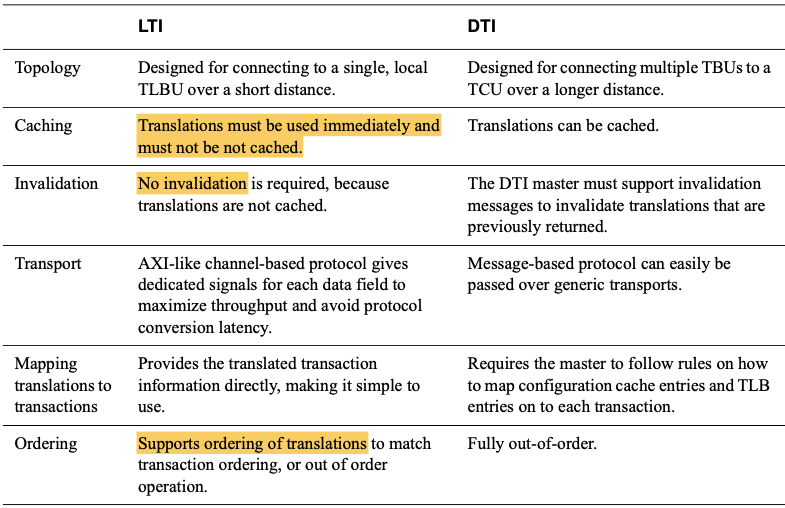 LTI DTI
Topology Designed for connecting to a single, local Designed for connecting multiple TBUs to a
TLBU over a short distance. TCU over a longer distance.
Caching Translations must be used immediately and Translations can be cached.
must not be not cached.
Invalidation No invalidation is required, because The DTI master must support invalidation
translations are not cached. messages to invalidate translations that are
previously returned.
Transport AXI-like channel-based protocol gives Message-based protocol can easily be
dedicated signals for each data field to passed over generic transports.
maximize throughput and avoid protocol
conversion latency.
Mapping Provides the translated transaction Requires the master to follow rules on how
translations to information directly, making it simple to to map configuration cache entries and TLB
transactions use. entries on to each transaction.
Ordering Supports ordering of translations to match Fully out-of-order.
transaction ordering, or out of order
operation.